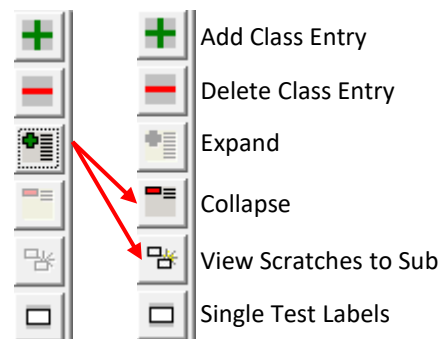 Add Class Entry
Delete Class Entry
Expand
Collapse
View Scratches to Sub
Single Test Labels